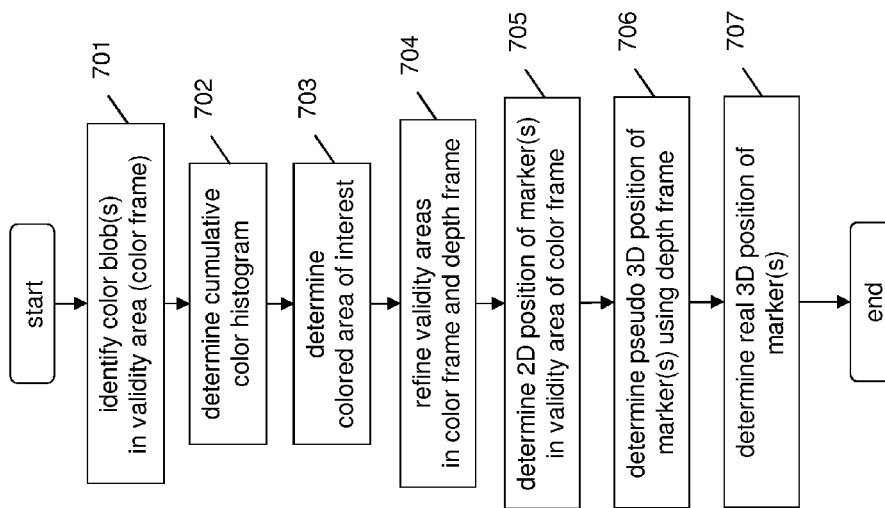 start
701
identify color blob(s)
in validity area (color frame)
702
determine cumulative
color histogram
703
determine
colored area of interest
704
refine validity areas
in color frame and depth frame
705
determine 2D position of marker(s)
in validity area of color frame
706
determine pseudo 3D position of
marker(s) using depth frame
707
determine real 3D position of
marker(s)
end